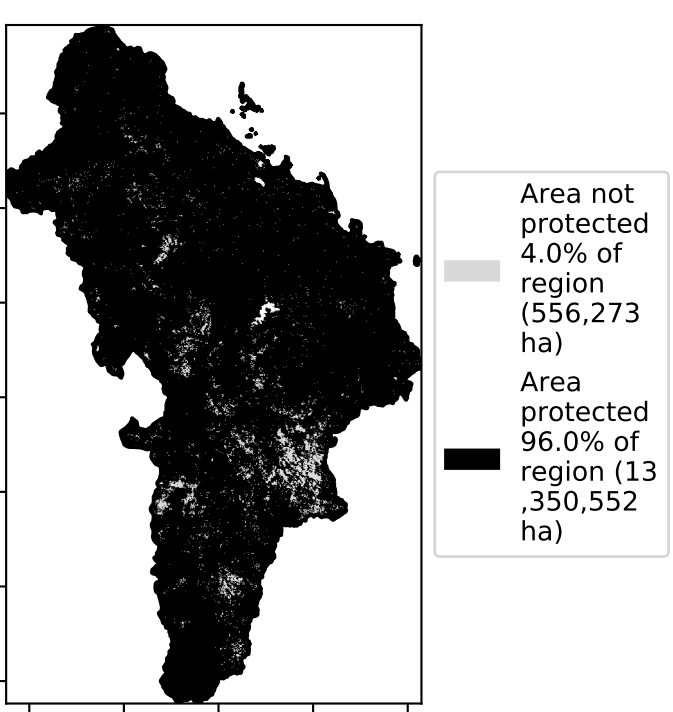 Area not
protected
4.0% of
region
(556,273
ha)
Area
protected
96.0% of
region (13
,350,552
ha)